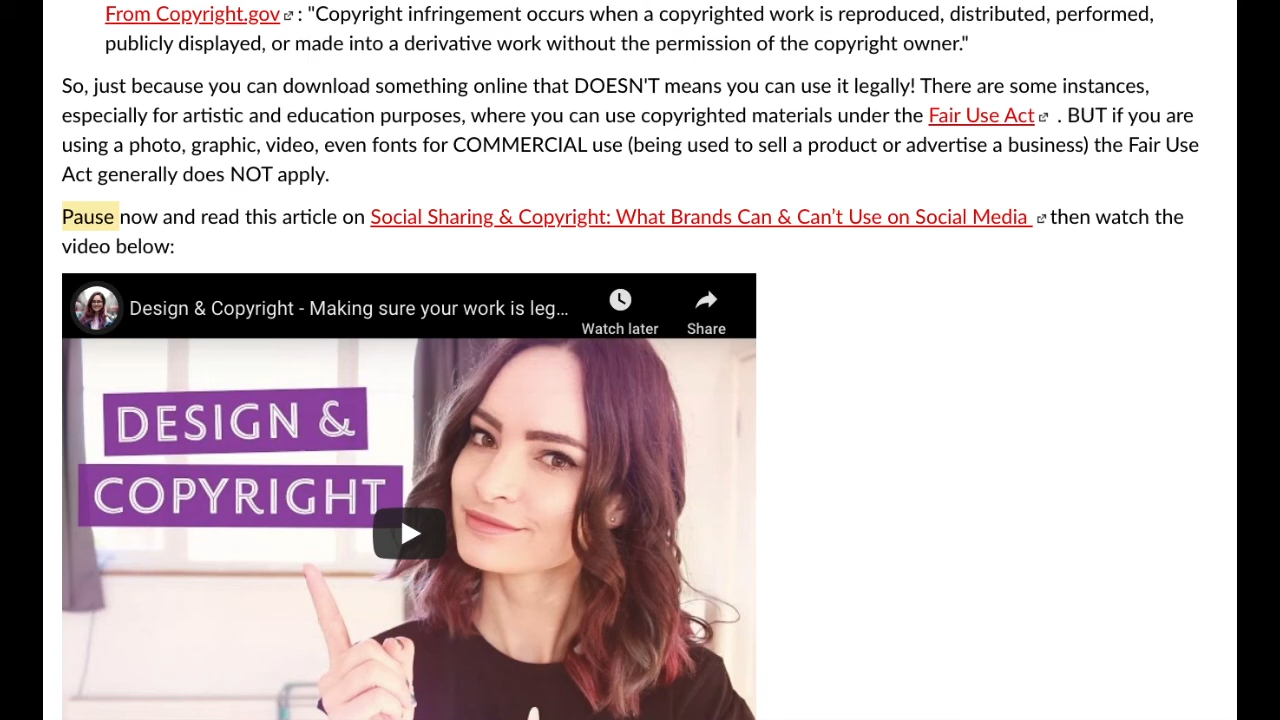 From Copyright.gov : "Copyright infringement occurs when a copyrighted work is reproduced, distributed, performed,
publicly displayed, or made into a derivative work without the permission of the copyright owner."
So, just because you can download something online that DOESN'T means you can use it legally! There are some instances,
especially for artistic and education purposes, where you can use copyrighted materials under the Fair Use Act . BUT if you are
using a photo, graphic, video, even fonts for COMMERCIAL use (being used to sell a product or advertise a business) the Fair Use
Act generally does NOT apply.
Pause now and read this article on Social Sharing & Copyright: What Brands Can & Can’t Use on Social Media then watch the
video below:
Design & Copyright - Making sure your work is leg...
Watch later
Share
DESIGN &
COPYRIGHT